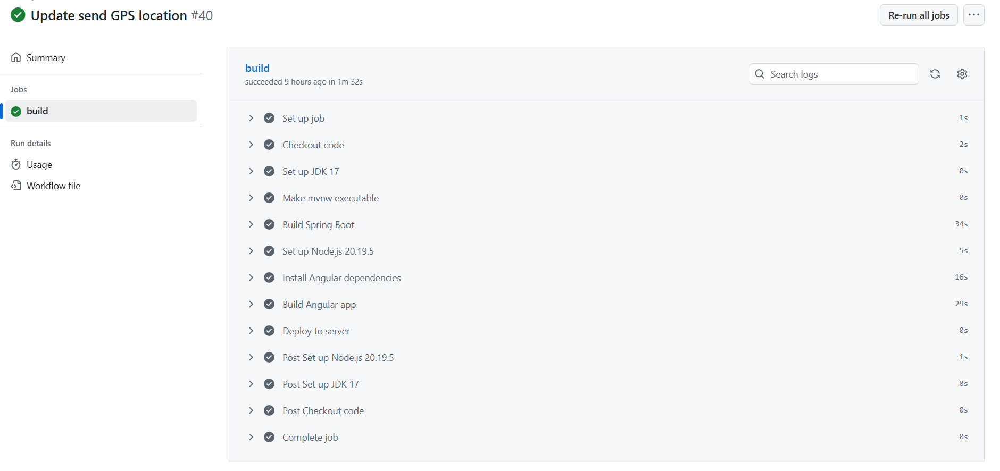 Update send GPS location #40
Re-run all jobs
Summary
Jobs
build
Run details
Usage
Workflow file
build
succeeded 9 hours ago in 1m 32s
Search logs
Set up job 1s
Checkout code 2s
Set up JDK 17 0s
Make mvnw executable 0s
Build Spring Boot 34s
Set up Node.js 20.19.5 5s
Install Angular dependencies 16s
Build Angular app 29s
Deploy to server 0s
Post Set up Node.js 20.19.5 1s
Post Set up JDK 17 0s
Post Checkout code 0s
Complete job 0s